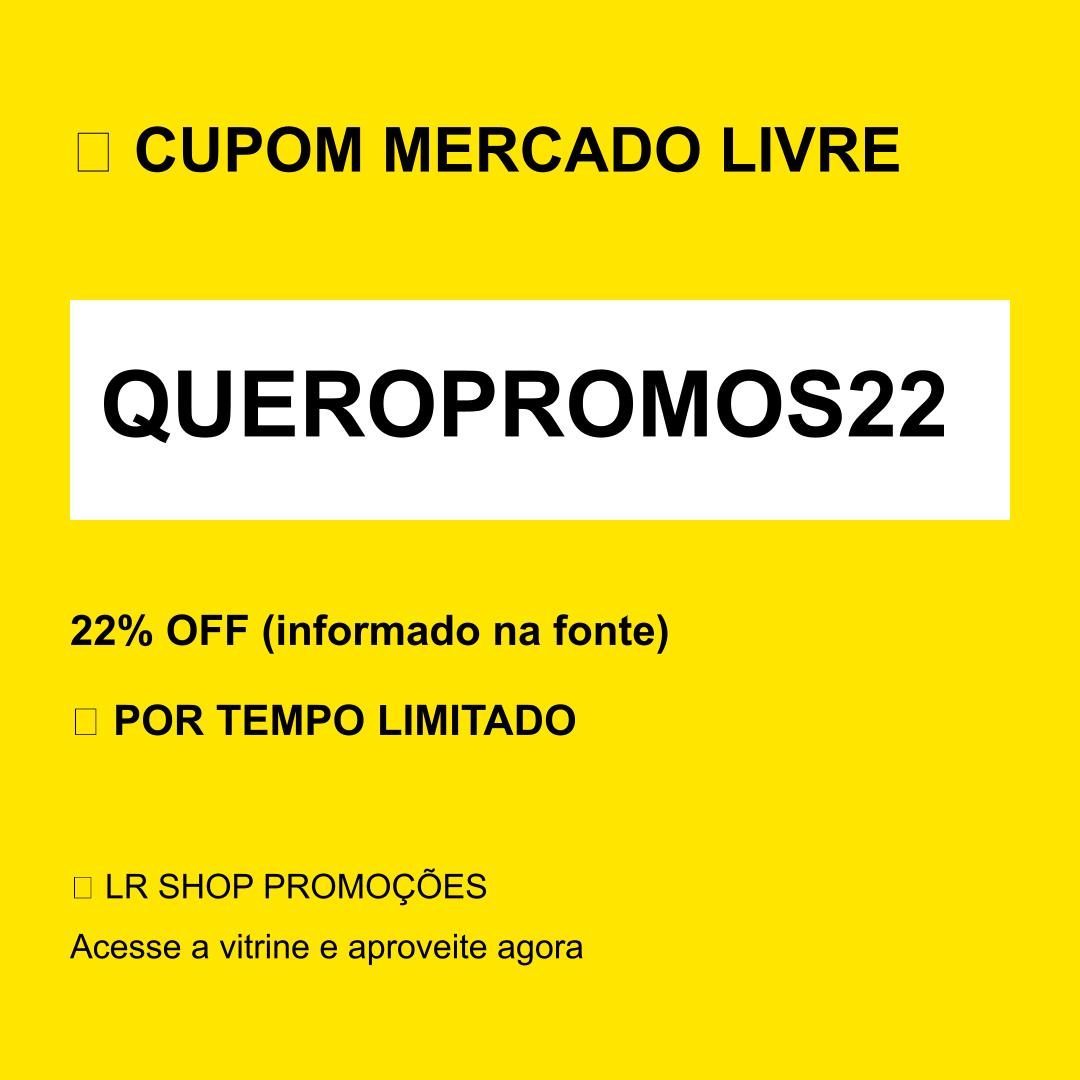 □ CUPOM MERCADO LIVRE
QUEROPROMOS22
22% OFF (informado na fonte)
□ POR TEMPO LIMITADO
□ LR SHOP PROMOÇÕES
Acesse a vitrine e aproveite agora